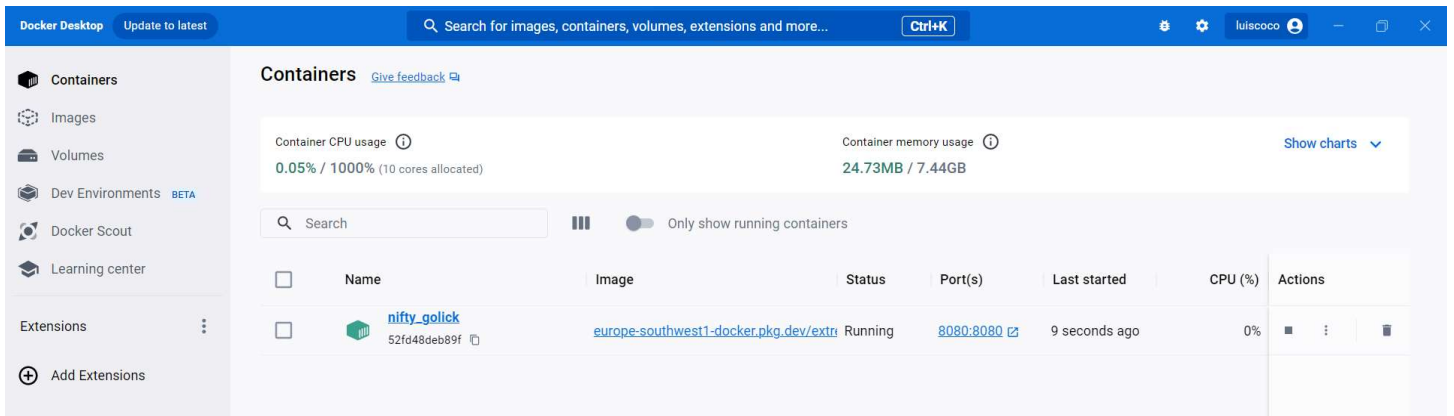 Docker Desktop Update to latest Search for images, containers, volumes, extensions and more... Ctrl+K luiscoco
Containers
Images
Volumes
Dev Environments BETA
Docker Scout
Learning center
Extensions
Add Extensions
Containers Give feedback
Container CPU usage
0.05% / 1000% (10 cores allocated)
Container memory usage
24.73MB / 7.44GB
Show charts
Search Only show running containers
Name Image Status Port(s) Last started CPU (%) Actions
nifty_golick
52fd48deb89f
europe-southwest1-docker.pkg.dev/extr Running 8080:8080 9 seconds ago 0%